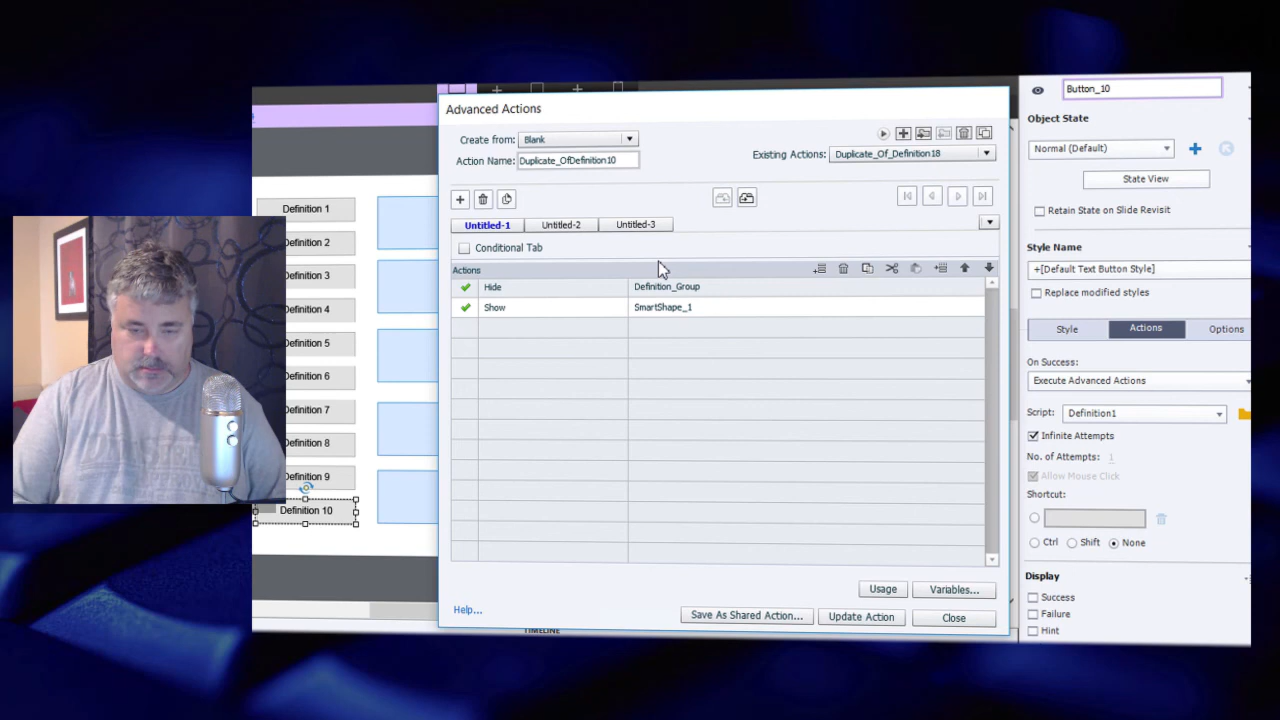 Advanced Actions
Create from: Blank
Action Name: Duplicate_OfDefinition10
Existing Actions: Duplicate_Of_Definition18
Untitled-1 Untitled-2 Untitled-3
Conditional Tab
Actions
Hide Definition_Group
Show SmartShape_1
Usage Variables...
Help...
Save As Shared Action... Update Action Close
TIMELINE
Definition 1
Definition 2
Definition 3
Definition 4
Definition 5
Definition 6
Definition 7
Definition 8
Definition 9
Definition 10
Button_10
Object State
Normal (Default)
State View
Retain State on Slide Revisit
Style Name
+[Default Text Button Style]
Replace modified styles
Style Actions Options
On Success:
Execute Advanced Actions
Script: Definition1
Infinite Attempts
No. of Attempts: 1
Allow Mouse Click
Shortcut:
Ctrl Shift None
Display
Success
Failure
Hint